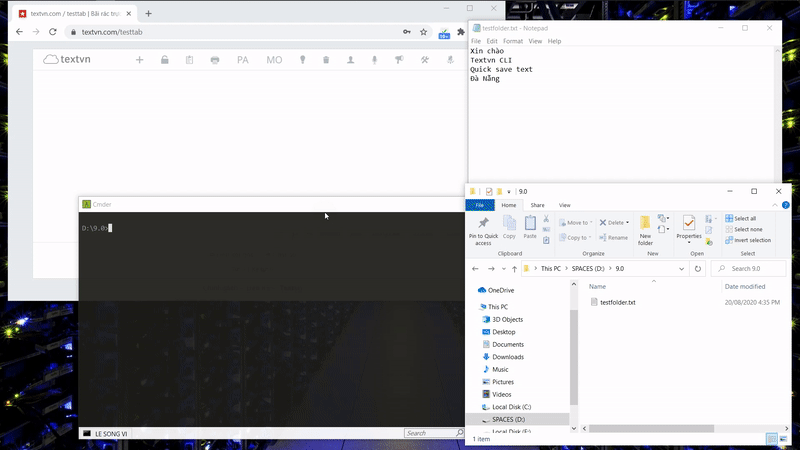 textvn.com / testtab | Bãi rác trực
textvn.com/testtab
textvn
PA
MO
testfolder.txt - Notepad
File Edit Format View Help
Xin chào
Textvn CLI
Quick save text
Đà Nẵng
Cmder
D:\9.0>
LE SONG VI
Search
9.0
File Home Share View
Pin to Quick access
Copy
Paste
Clipboard
Move to
Copy to
Delete
Rename
Organize
New folder
New
Properties
Open
Select all
Select none
Invert selection
Select
This PC > SPACES (D:) > 9.0
Search 9.0
OneDrive
This PC
3D Objects
Desktop
Documents
Downloads
Music
Pictures
Videos
Local Disk (C:)
SPACES (D:)
Local Disk (E:)
Name
Date modified
testfolder.txt
20/08/2020 4:35 PM
1 item